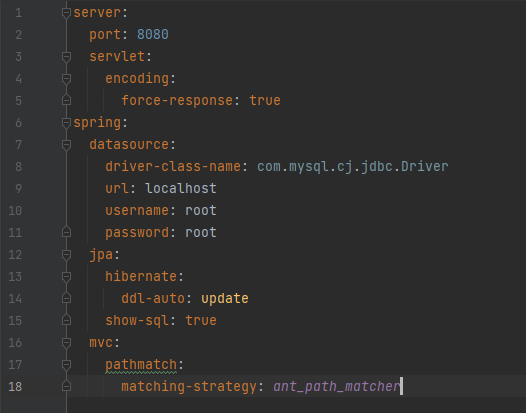 1 server:
2   port: 8080
3   servlet:
4     encoding:
5       force-response: true
6 spring:
7   datasource:
8     driver-class-name: com.mysql.cj.jdbc.Driver
9     url: localhost
10     username: root
11     password: root
12   jpa:
13     hibernate:
14       ddl-auto: update
15     show-sql: true
16   mvc:
17     pathmatch:
18       matching-strategy: ant_path_matcher